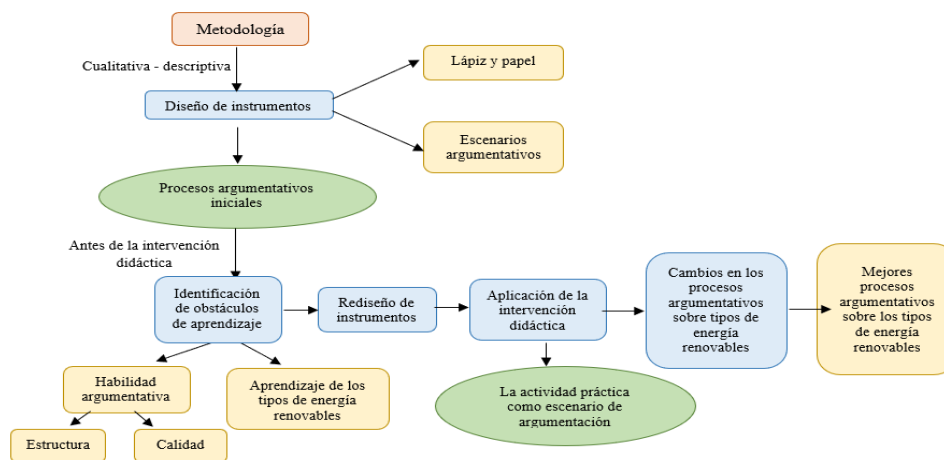 Metodología
Cualitativa - descriptiva
Lápiz y papel
Diseño de instrumentos
Escenarios
argumentativos
Procesos argumentativos
iniciales
Antes de la intervención
didáctica
Identificación
de obstáculos
de aprendizaje
Rediseño de
instrumentos
Aplicación de la
intervención
didáctica
Cambios en los
procesos
argumentativos
sobre tipos de
energía
renovables
Mejores
procesos
argumentativos
sobre los tipos
de energía
renovables
Habilidad
argumentativa
Aprendizaje de los
tipos de energía
renovables
La actividad práctica
como escenario de
argumentación
Estructura
Calidad